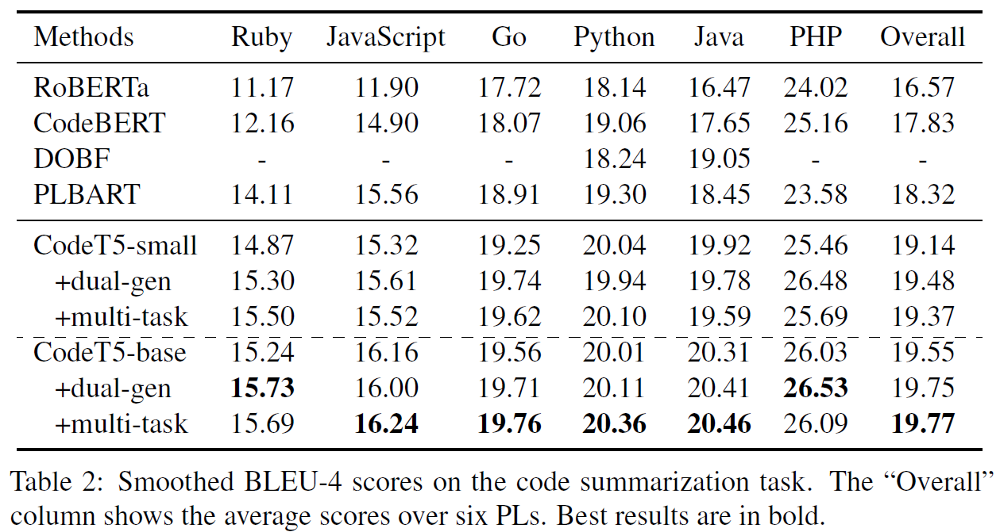 Methods Ruby JavaScript Go Python Java PHP Overall
RoBERTa 11.17 11.90 17.72 18.14 16.47 24.02 16.57
CodeBERT 12.16 14.90 18.07 19.06 17.65 25.16 17.83
DOBF - - - 18.24 19.05 - -
PLBART 14.11 15.56 18.91 19.30 18.45 23.58 18.32
CodeT5-small 14.87 15.32 19.25 20.04 19.92 25.46 19.14
+dual-gen 15.30 15.61 19.74 19.94 19.78 26.48 19.48
+multi-task 15.50 15.52 19.62 20.10 19.59 25.69 19.37
CodeT5-base 15.24 16.16 19.56 20.01 20.31 26.03 19.55
+dual-gen 15.73 16.00 19.71 20.11 20.41 26.53 19.75
+multi-task 15.69 16.24 19.76 20.36 20.46 26.09 19.77
Table 2: Smoothed BLEU-4 scores on the code summarization task. The “Overall”
column shows the average scores over six PLs. Best results are in bold.